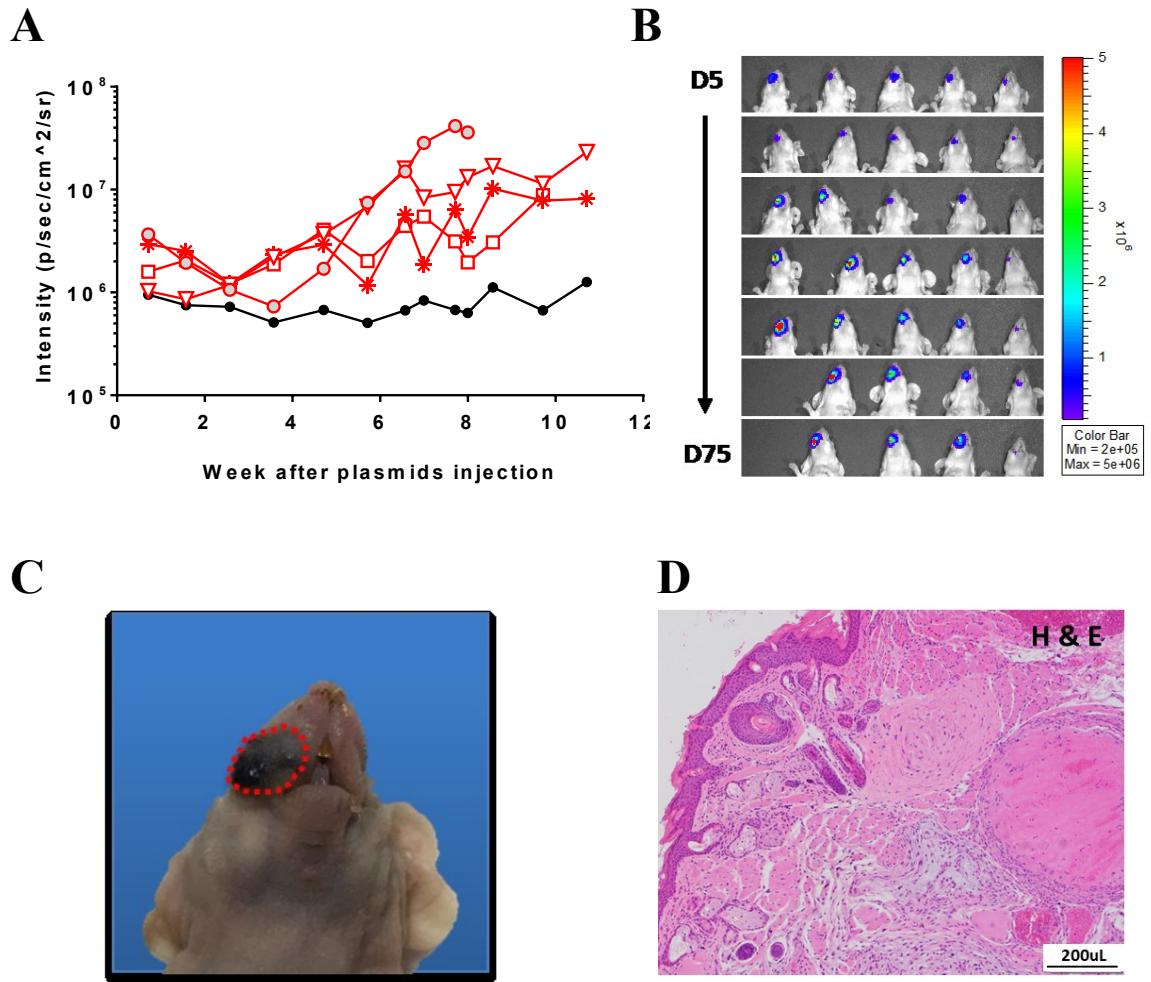 A
B
Intensity (p/sec/cm^2/sr)
10^8
10^7
10^6
10^5
0 2 4 6 8 10 12
Week after plasmids injection
D5
D75
5
4
3
2
1
x10^6
Color Bar
Min = 2e+05
Max = 5e+06
C
D
H & E
200uL